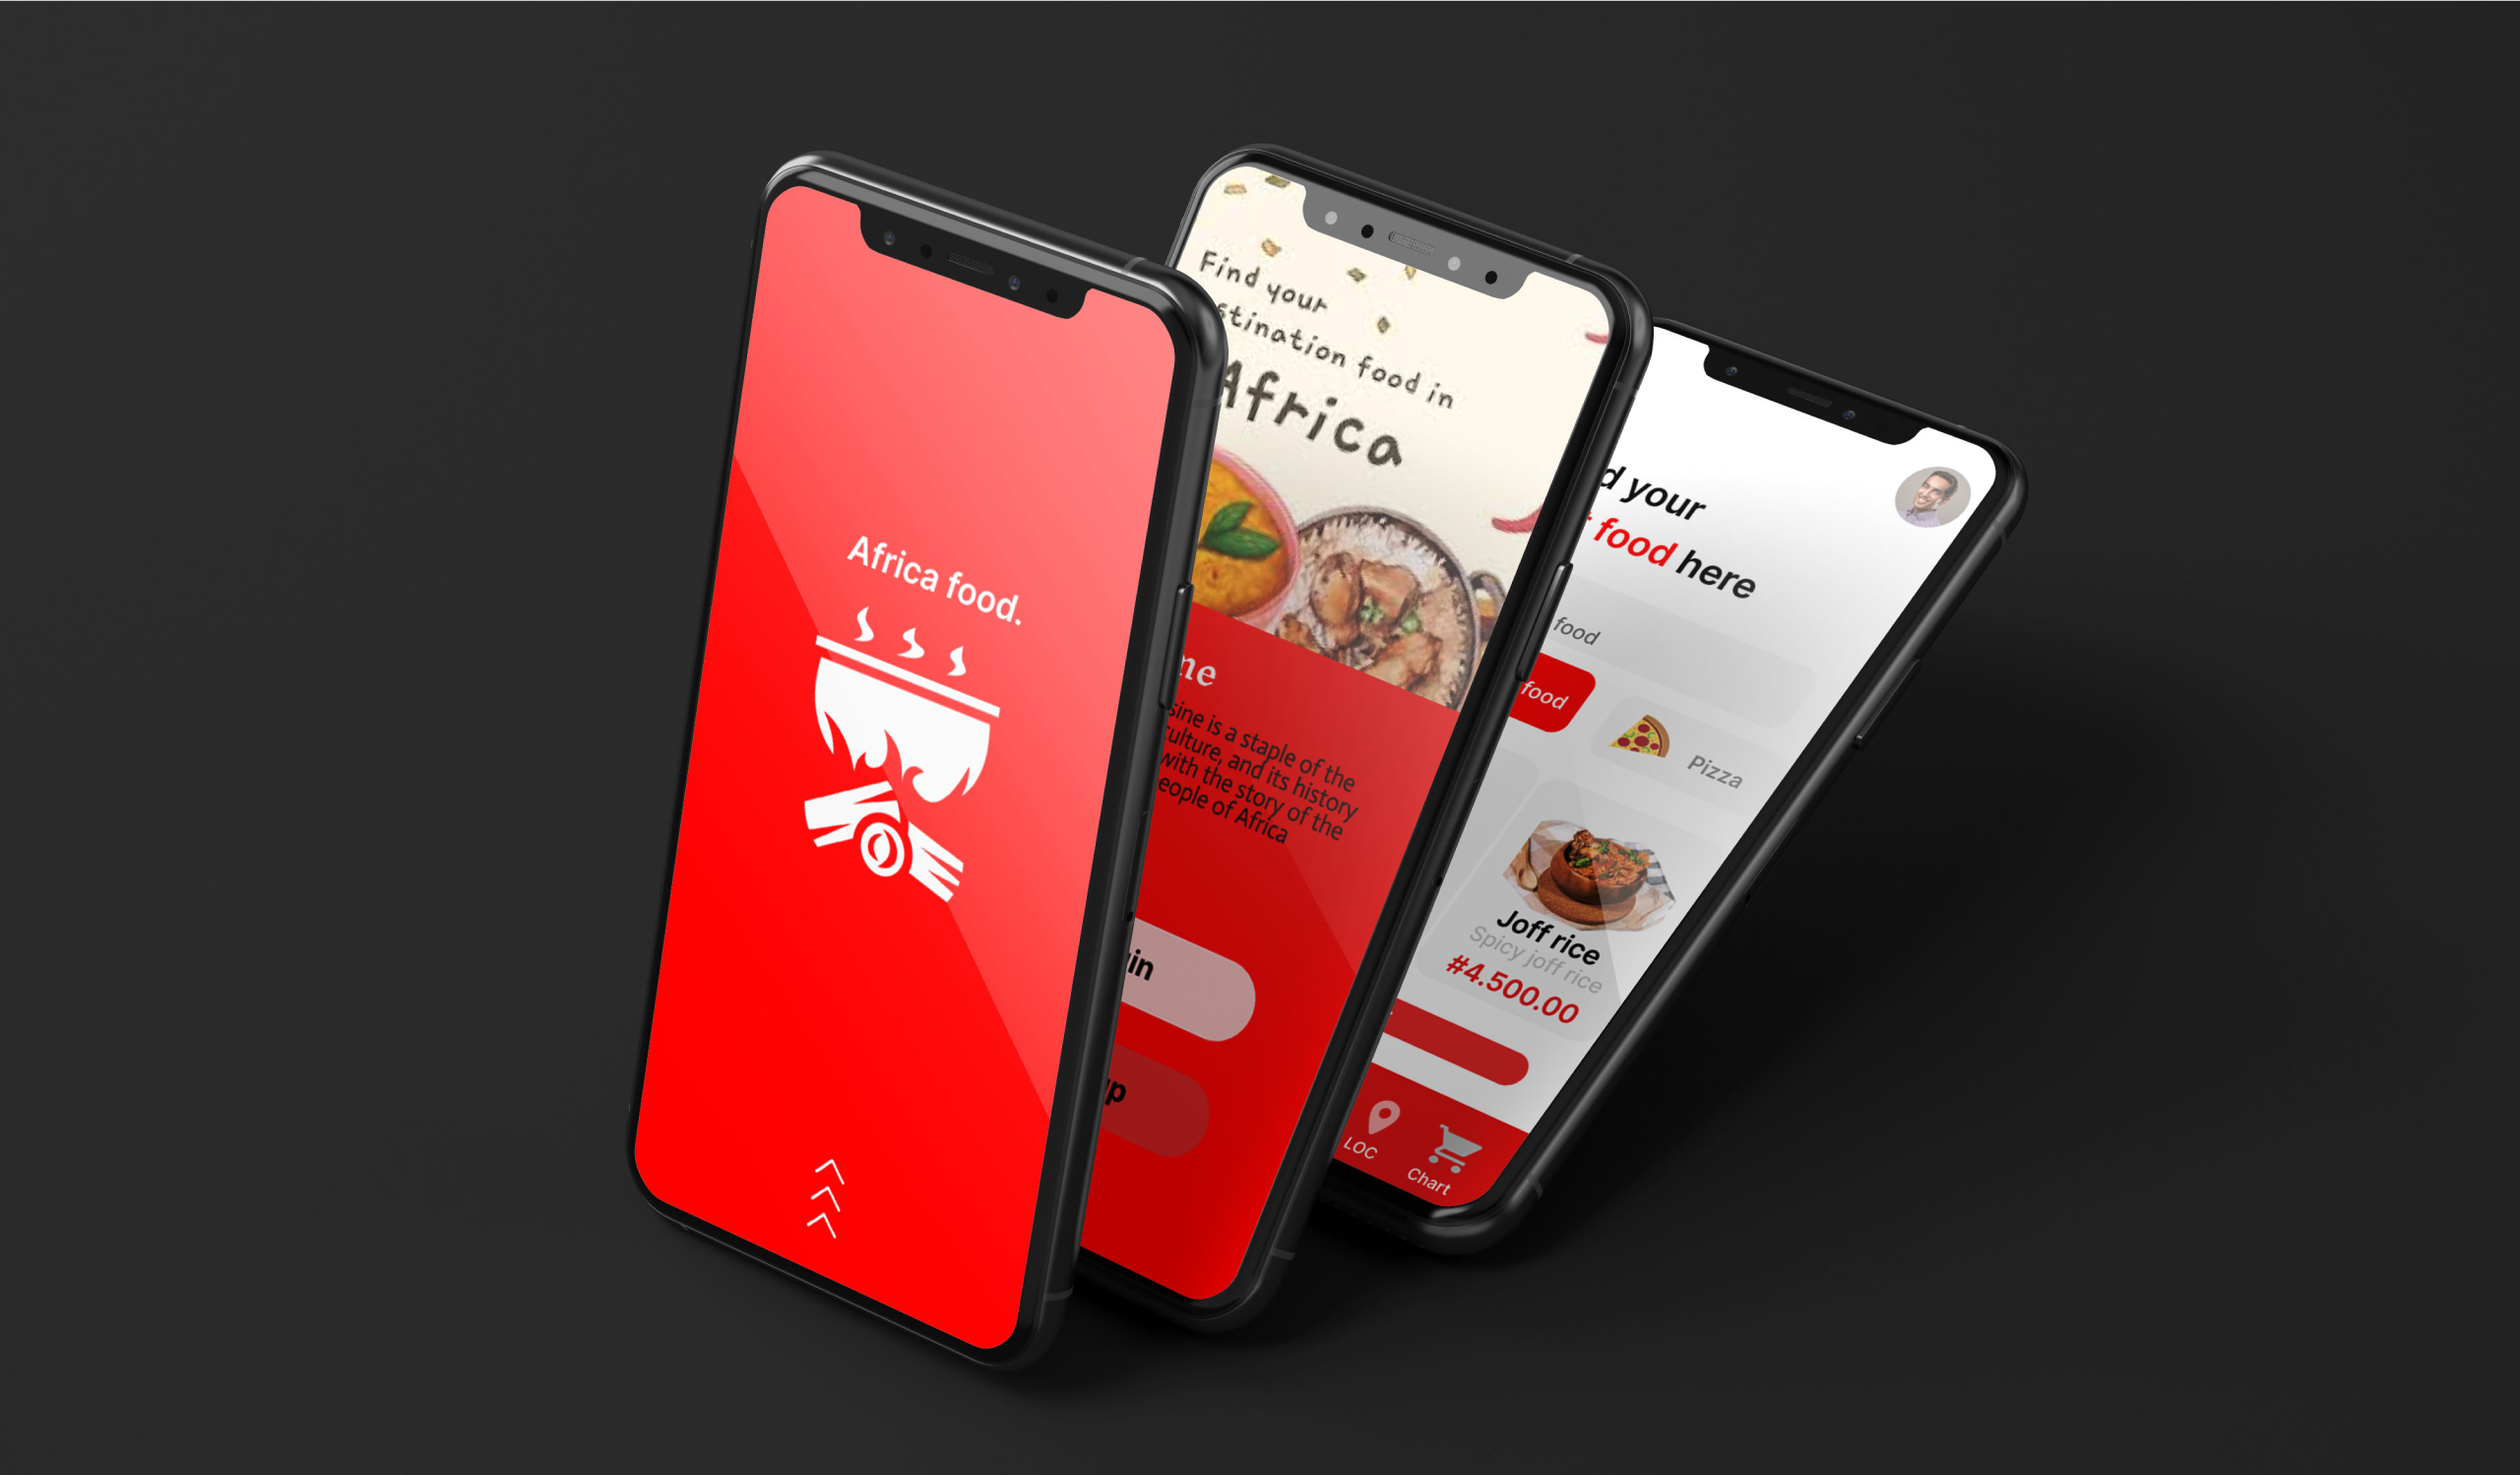 Africa food.
Find your
stination food in
Africa
me
sine is a staple of the
culture, and its history
with the story of the
eople of Africa
in
up
d your
food here
food
food
Pizza
Joff rice
Spicy joff rice
#4.500.00
LOC
Chart